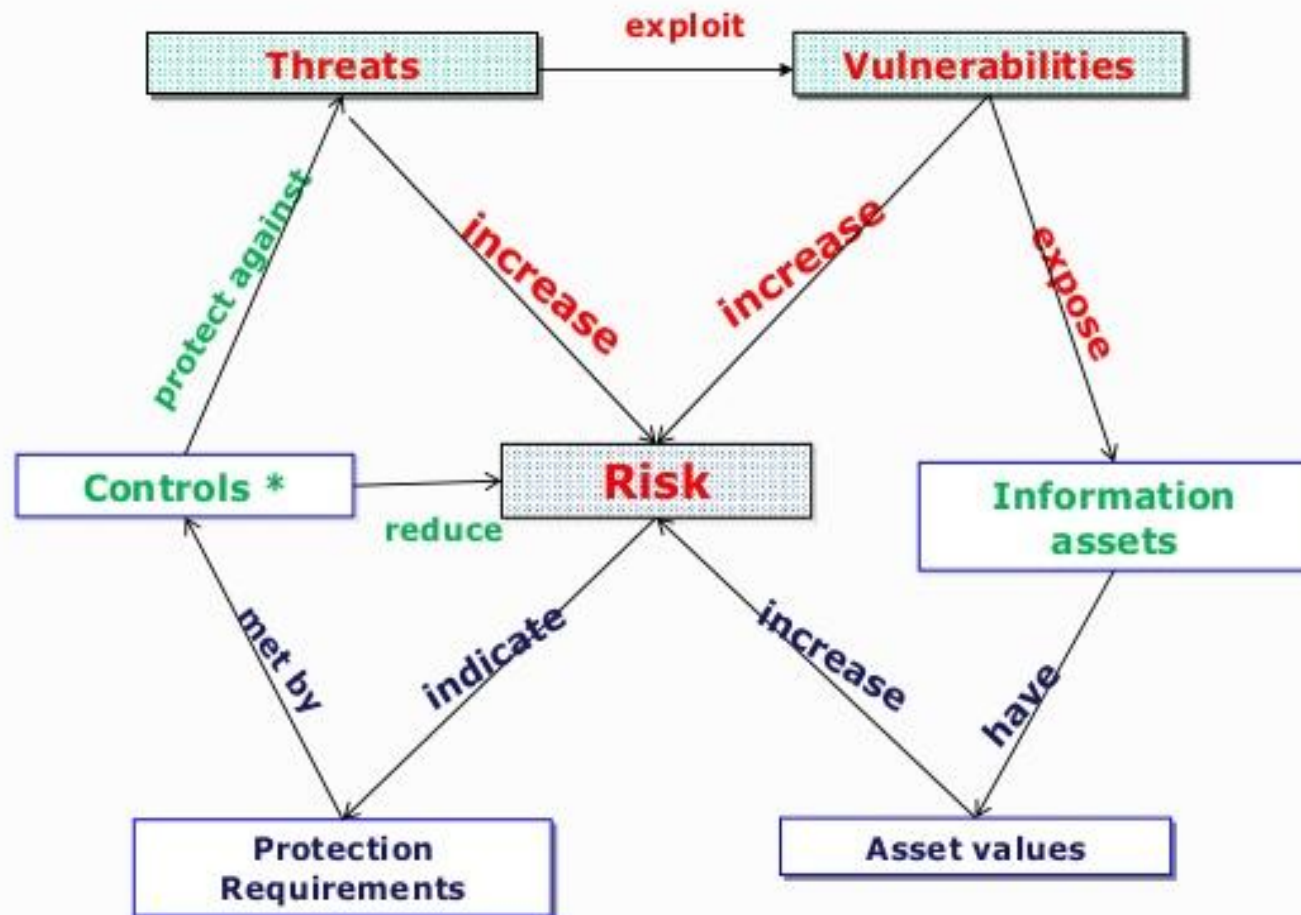 exploit
Threats
Vulnerabilities
protect against
increase
increase
expose
Controls *
Risk
Information
assets
reduce
met by
indicate
increase
have
Protection
Requirements
Asset values